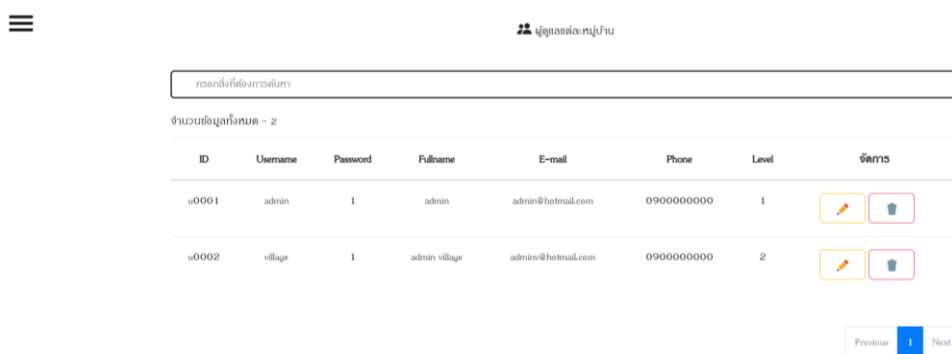 ผู้ดูแลแต่ละหมู่บ้าน
กรอกสิ่งที่ต้องการค้นหา
จำนวนข้อมูลทั้งหมด - 2
ID Username Password Fullname E-mail Phone Level จัดการ
u0001 admin 1 admin admin@hotmail.com 0900000000 1
u0002 village 1 admin village adminv@hotmail.com 0900000000 2
Previous 1 Next